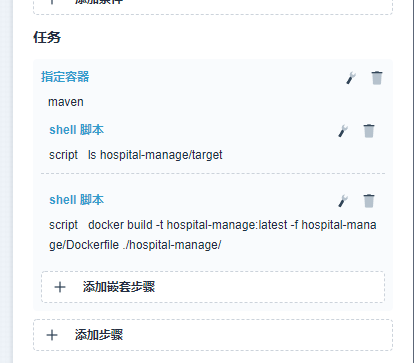 添加条件
任务
指定容器
maven
shell 脚本
script ls hospital-manage/target
shell 脚本
script docker build -t hospital-manage:latest -f hospital-mana
ge/Dockerfile ./hospital-manage/
添加嵌套步骤
添加步骤